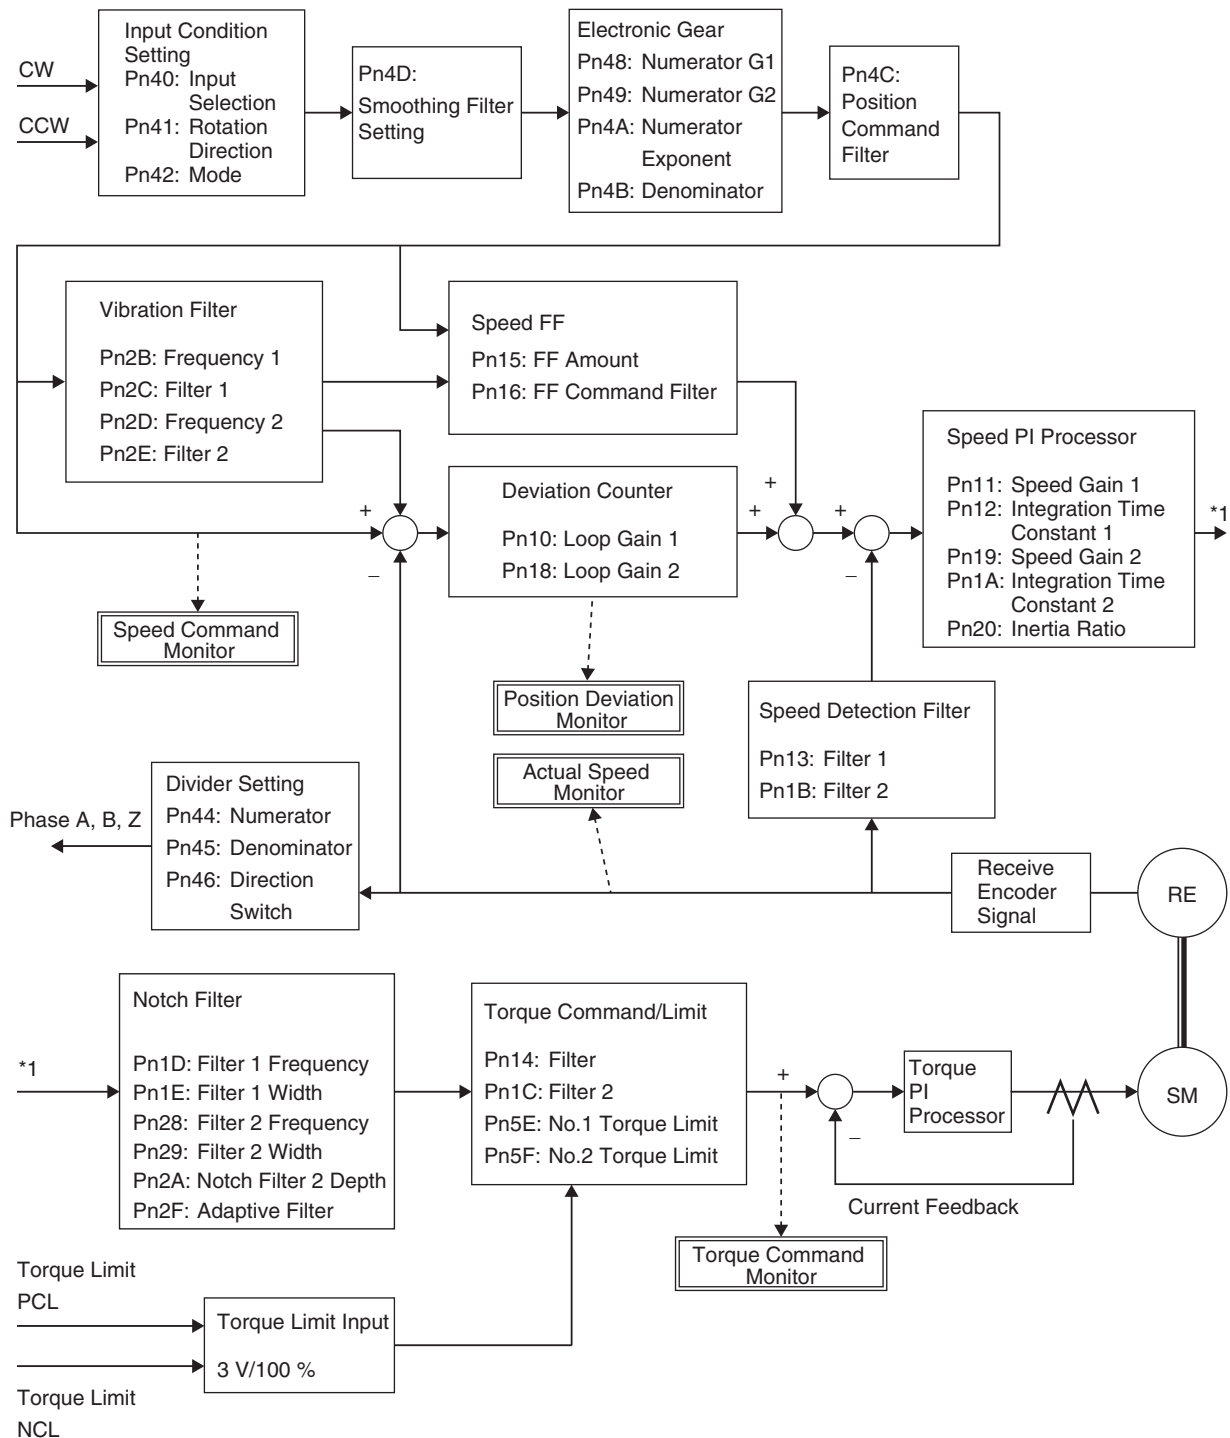 CW
CCW
Input Condition
Setting
Pn40: Input
Selection
Pn41: Rotation
Direction
Pn42: Mode
Pn4D:
Smoothing Filter
Setting
Electronic Gear
Pn48: Numerator G1
Pn49: Numerator G2
Pn4A: Numerator
Exponent
Pn4B: Denominator
Pn4C:
Position
Command
Filter
Vibration Filter
Pn2B: Frequency 1
Pn2C: Filter 1
Pn2D: Frequency 2
Pn2E: Filter 2
Speed FF
Pn15: FF Amount
Pn16: FF Command Filter
+
–
Deviation Counter
Pn10: Loop Gain 1
Pn18: Loop Gain 2
+
+
+
–
Speed PI Processor
Pn11: Speed Gain 1
Pn12: Integration Time
Constant 1
Pn19: Speed Gain 2
Pn1A: Integration Time
Constant 2
Pn20: Inertia Ratio
*1
Speed Command
Monitor
Position Deviation
Monitor
Actual Speed
Monitor
Speed Detection Filter
Pn13: Filter 1
Pn1B: Filter 2
Phase A, B, Z
Divider Setting
Pn44: Numerator
Pn45: Denominator
Pn46: Direction
Switch
Receive
Encoder
Signal
RE
*1
Notch Filter
Pn1D: Filter 1 Frequency
Pn1E: Filter 1 Width
Pn28: Filter 2 Frequency
Pn29: Filter 2 Width
Pn2A: Notch Filter 2 Depth
Pn2F: Adaptive Filter
Torque Command/Limit
Pn14: Filter
Pn1C: Filter 2
Pn5E: No.1 Torque Limit
Pn5F: No.2 Torque Limit
+
–
Torque
PI
Processor
SM
Current Feedback
Torque Command
Monitor
Torque Limit
PCL
Torque Limit Input
3 V/100 %
Torque Limit
NCL